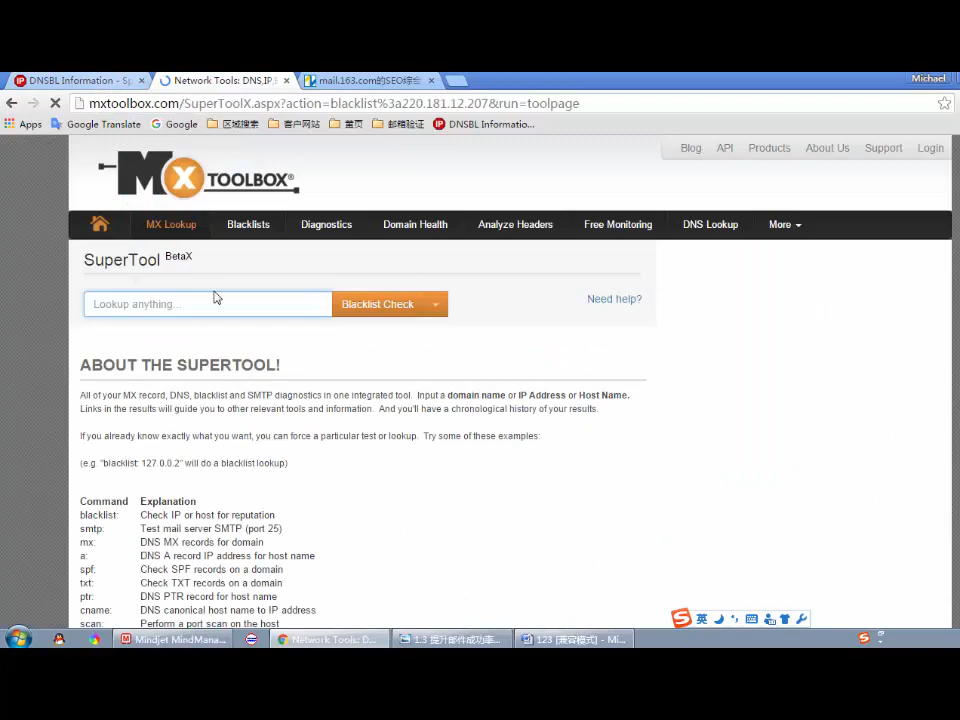 DNSBL Information - Sp
Network Tools: DNS,IP,
mail.163.com的SEO综合
Michael
mxtoolbox.com/SuperToolX.aspx?action=blacklist%3a220.181.12.207&run=toolpage
Apps
Google Translate
Google
区域搜索
客户网站
黄页
邮箱验证
DNSBL Informatio...
Blog
API
Products
About Us
Support
Login
MX TOOLBOX®
MX Lookup
Blacklists
Diagnostics
Domain Health
Analyze Headers
Free Monitoring
DNS Lookup
More
SuperTool BetaX
Lookup anything...
Blacklist Check
Need help?
ABOUT THE SUPERTOOL!
All of your MX record, DNS, blacklist and SMTP diagnostics in one integrated tool. Input a domain name or IP Address or Host Name.
Links in the results will guide you to other relevant tools and information. And you'll have a chronological history of your results.
If you already know exactly what you want, you can force a particular test or lookup. Try some of these examples:
(e.g. "blacklist: 127.0.0.2" will do a blacklist lookup)
Command Explanation
blacklist: Check IP or host for reputation
smtp: Test mail server SMTP (port 25)
mx: DNS MX records for domain
a: DNS A record IP address for host name
spf: Check SPF records on a domain
txt: Check TXT records on a domain
ptr: DNS PTR record for host name
cname: DNS canonical host name to IP address
scan: Perform a port scan on the host
英
Mindjet MindMana...
Network Tools: D...
1.3 提升邮件成功率...
123 [兼容模式] - Mi...